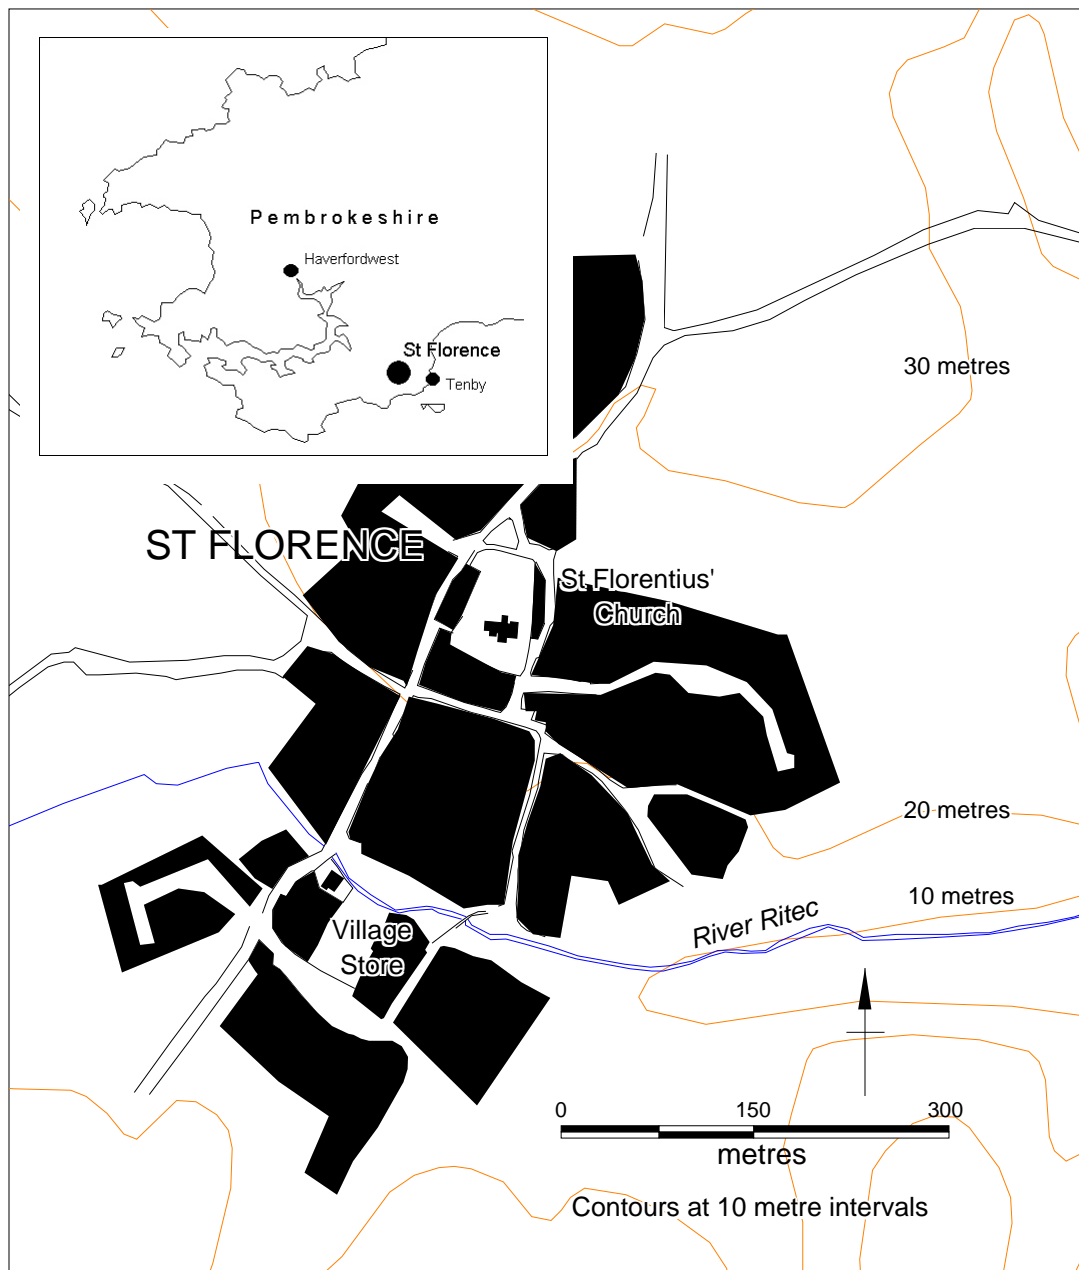 Pembrokeshire
Haverfordwest
St Florence
Tenby
30 metres
ST FLORENCE
St Florentius'
Church
20 metres
10 metres
River Ritec
Village
Store
0 150 300
metres
Contours at 10 metre intervals